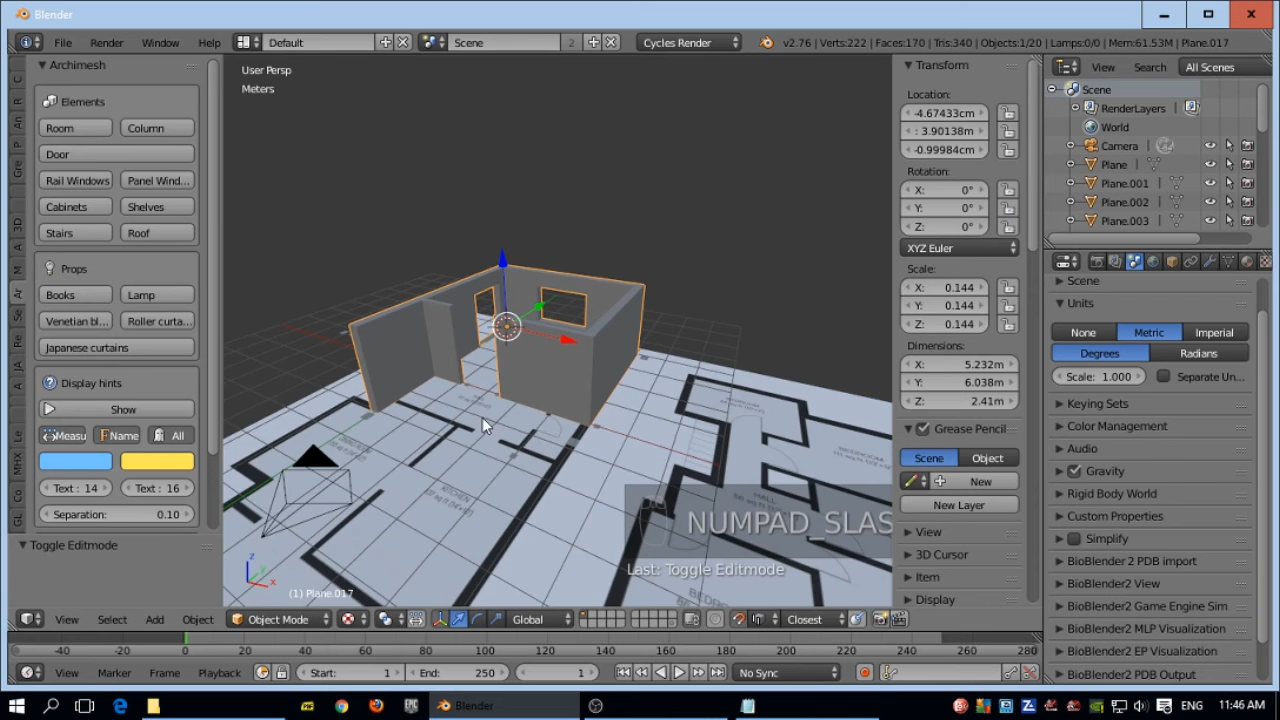 Blender
File Render Window Help Default Scene 2 Cycles Render v2.76 | Verts:222 | Faces:170 | Tris:340 | Objects:1/20 | Lamps:0/0 | Mem:61.53M | Plane.017
Archimesh
Elements
Room Column
Door
Rail Windows Panel Wind...
Cabinets Shelves
Stairs Roof
Props
Books Lamp
Venetian bl... Roller curta...
Japanese curtains
Display hints
Show
Measu Name All
Text: 14 Text: 16
Separation: 0.10
Toggle Editmode
User Persp
Meters
KITCHEN
BEDROOM
HALL
NUMPAD_SLAS
Last: Toggle Editmode
(1) Plane.017
Transform
Location:
-4.67433cm
: 3.90138m
-0.99984cm
Rotation:
X: 0°
Y: 0°
Z: 0°
XYZ Euler
Scale:
X: 0.144
Y: 0.144
Z: 0.144
Dimensions:
X: 5.232m
Y: 6.038m
Z: 2.41m
Grease Pencil
Scene Object
New
New Layer
View
3D Cursor
Item
Display
View Search All Scenes
Scene
RenderLayers
World
Camera
Plane
Plane.001
Plane.002
Plane.003
Scene
Units
None Metric Imperial
Degrees Radians
Scale: 1.000 Separate Un...
Keying Sets
Color Management
Audio
Gravity
Rigid Body World
Custom Properties
Simplify
BioBlender 2 PDB import
BioBlender2 View
BioBlender2 Game Engine Sim
BioBlender2 MLP Visualization
BioBlender2 EP Visualization
BioBlender2 PDB Output
View Select Add Object Object Mode Global Closest
-40 -20 0 20 40 60 80 100 120 140 160 180 200 220 240 260 280
View Marker Frame Playback Start: 1 End: 250 1 No Sync
Blender ENG 11:46 AM